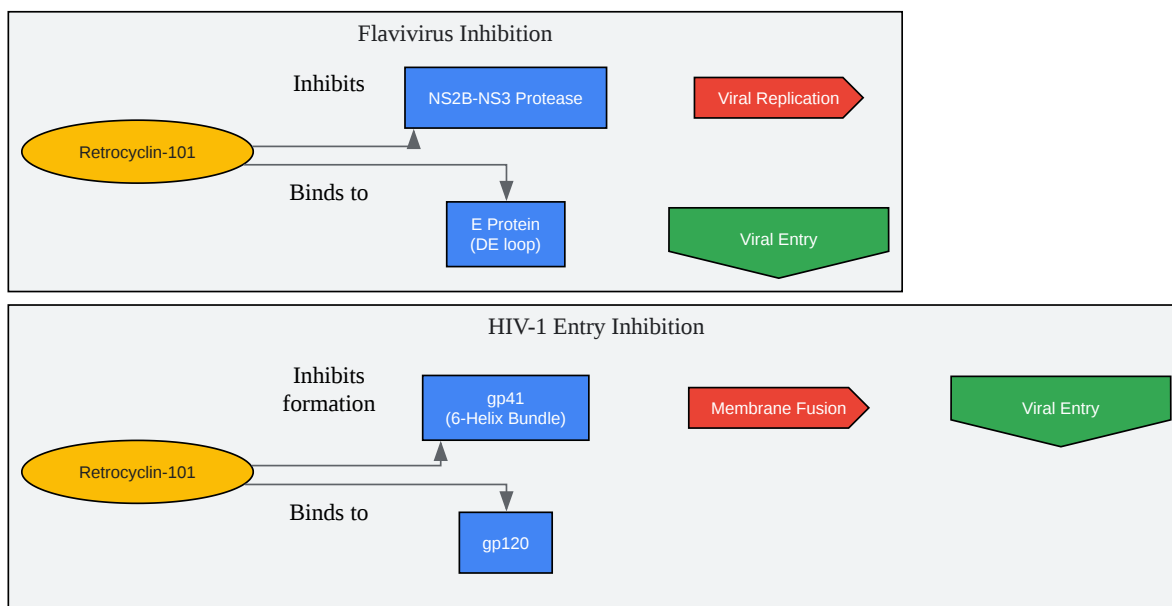 Flavivirus Inhibition
Inhibits
NS2B-NS3 Protease
Viral Replication
Retrocyclin-101
Binds to
E Protein
(DE loop)
Viral Entry
HIV-1 Entry Inhibition
Inhibits
formation
gp41
(6-Helix Bundle)
Membrane Fusion
Viral Entry
Retrocyclin-101
Binds to
gp120